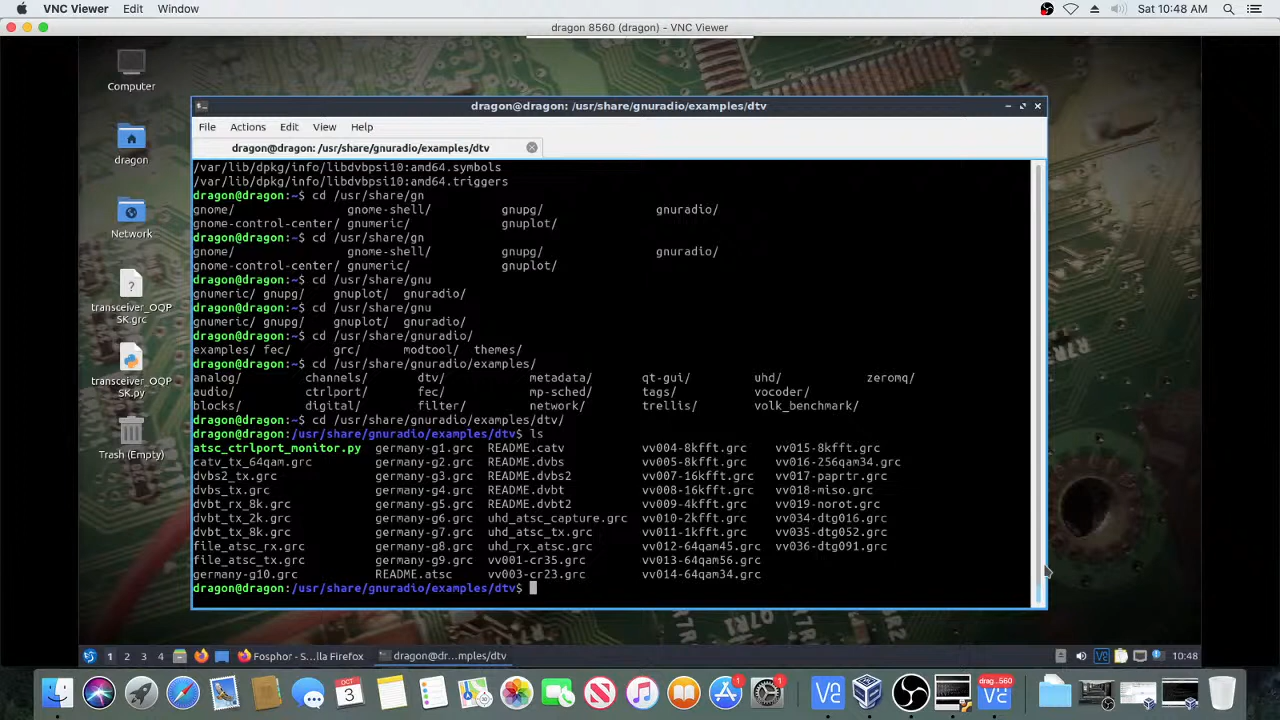 VNC Viewer Edit Window Sat 10:48 AM
dragon 8560 (dragon) - VNC Viewer
Computer
dragon
Network
transceiver_OQP
SK.grc
transceiver_OQP
SK.py
Trash (Empty)
dragon@dragon: /usr/share/gnuradio/examples/dtv
File Actions Edit View Help
dragon@dragon: /usr/share/gnuradio/examples/dtv
/var/lib/dpkg/info/libdvbpsi10:amd64.symbols
/var/lib/dpkg/info/libdvbpsi10:amd64.triggers
dragon@dragon:~$ cd /usr/share/gn
gnome/ gnome-shell/ gnupg/ gnuradio/
gnome-control-center/ gnumeric/ gnuplot/
dragon@dragon:~$ cd /usr/share/gn
gnome/ gnome-shell/ gnupg/ gnuradio/
gnome-control-center/ gnumeric/ gnuplot/
dragon@dragon:~$ cd /usr/share/gnu
gnumeric/ gnupg/ gnuplot/ gnuradio/
dragon@dragon:~$ cd /usr/share/gnu
gnumeric/ gnupg/ gnuplot/ gnuradio/
dragon@dragon:~$ cd /usr/share/gnuradio/
examples/ fec/ grc/ modtool/ themes/
dragon@dragon:~$ cd /usr/share/gnuradio/examples/
analog/ channels/ dtv/ metadata/ qt-gui/ uhd/ zeromq/
audio/ ctrlport/ fec/ mp-sched/ tags/ vocoder/
blocks/ digital/ filter/ network/ trellis/ volk_benchmark/
dragon@dragon:~$ cd /usr/share/gnuradio/examples/dtv/
dragon@dragon:/usr/share/gnuradio/examples/dtv$ ls
atsc_ctrlport_monitor.py germany-g1.grc README.catv vv004-8kfft.grc vv015-8kfft.grc
catv_tx_64qam.grc germany-g2.grc README.dvbs vv005-8kfft.grc vv016-256qam34.grc
dvbs2_tx.grc germany-g3.grc README.dvbs2 vv007-16kfft.grc vv017-paprtr.grc
dvbs_tx.grc germany-g4.grc README.dvbt vv008-16kfft.grc vv018-miso.grc
dvbt_rx_8k.grc germany-g5.grc README.dvbt2 vv009-4kfft.grc vv019-norot.grc
dvbt_tx_2k.grc germany-g6.grc uhd_atsc_capture.grc vv010-2kfft.grc vv034-dtg016.grc
dvbt_tx_8k.grc germany-g7.grc uhd_atsc_tx.grc vv011-1kfft.grc vv035-dtg052.grc
file_atsc_rx.grc germany-g8.grc uhd_rx_atsc.grc vv012-64qam45.grc vv036-dtg091.grc
file_atsc_tx.grc germany-g9.grc vv001-cr35.grc vv013-64qam56.grc
germany-g10.grc README.atsc vv003-cr23.grc vv014-64qam34.grc
dragon@dragon:/usr/share/gnuradio/examples/dtv$
1 2 3 4 Fosphor - S...lla Firefox dragon@dr...mples/dtv 10:48
OCT
3
1
1
drag...560